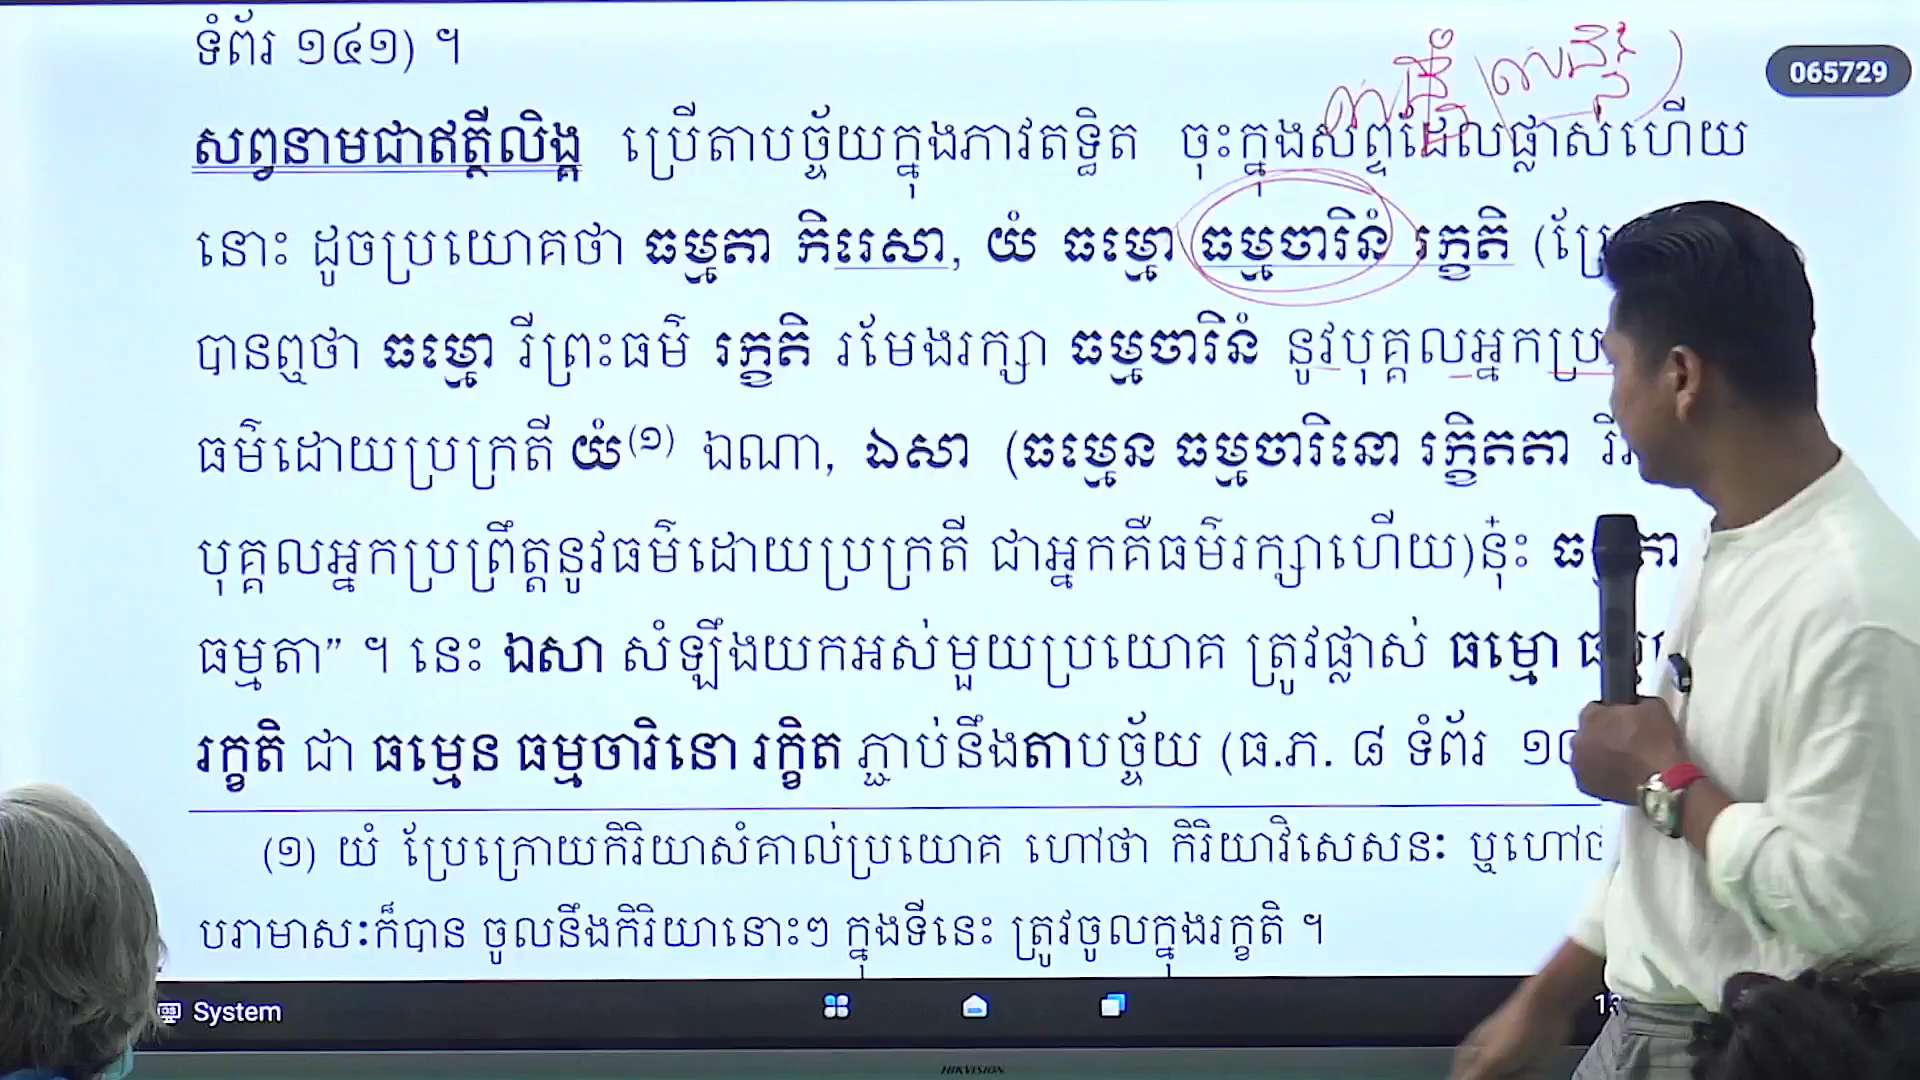 ទំព័រ ១៤១) ។
065729
សព្វនាមជាឥត្ថីលិង្គ ប្រើតាបច្ច័យក្នុងភាវតទ្ធិត ចុះក្នុងសព្ទដែលផ្លាស់ហើយ
នោះ ដូចប្រយោគថា ធម្មតា ភិរេសា, យំ ធម្មោ ធម្មចារិនំ រក្ខតិ (ប្រែ
បានឮថា ធម្មោ រីព្រះធម៌ រក្ខតិ រមែងរក្សា ធម្មចារិនំ នូវបុគ្គលអ្នកប្រ
ធម៌ដោយប្រក្រតី យំ(១) ឯណា, ឯសា (ធម្មេន ធម្មចារិនោ រក្ខិតតា រី
បុគ្គលអ្នកប្រព្រឹត្តនូវធម៌ដោយប្រក្រតី ជាអ្នកគឺធម៌រក្សាហើយ)នុ៎ះ
ធម្មតា” ។ នេះ ឯសា សំឡឹងយកអស់មួយប្រយោគ ត្រូវផ្លាស់ ធម្មោ
រក្ខតិ ជា ធម្មេន ធម្មចារិនោ រក្ខិត ភ្ជាប់នឹងតាបច្ច័យ (ធ.ភ. ៨ ទំព័រ
(១) យំ ប្រែក្រោយកិរិយាសំគាល់ប្រយោគ ហៅថា កិរិយាវិសេសនៈ ឬហៅ
បរាមាសៈក៏បាន ចូលនឹងកិរិយានោះៗ ក្នុងទីនេះ ត្រូវចូលក្នុងរក្ខតិ ។
System
HIKVISION